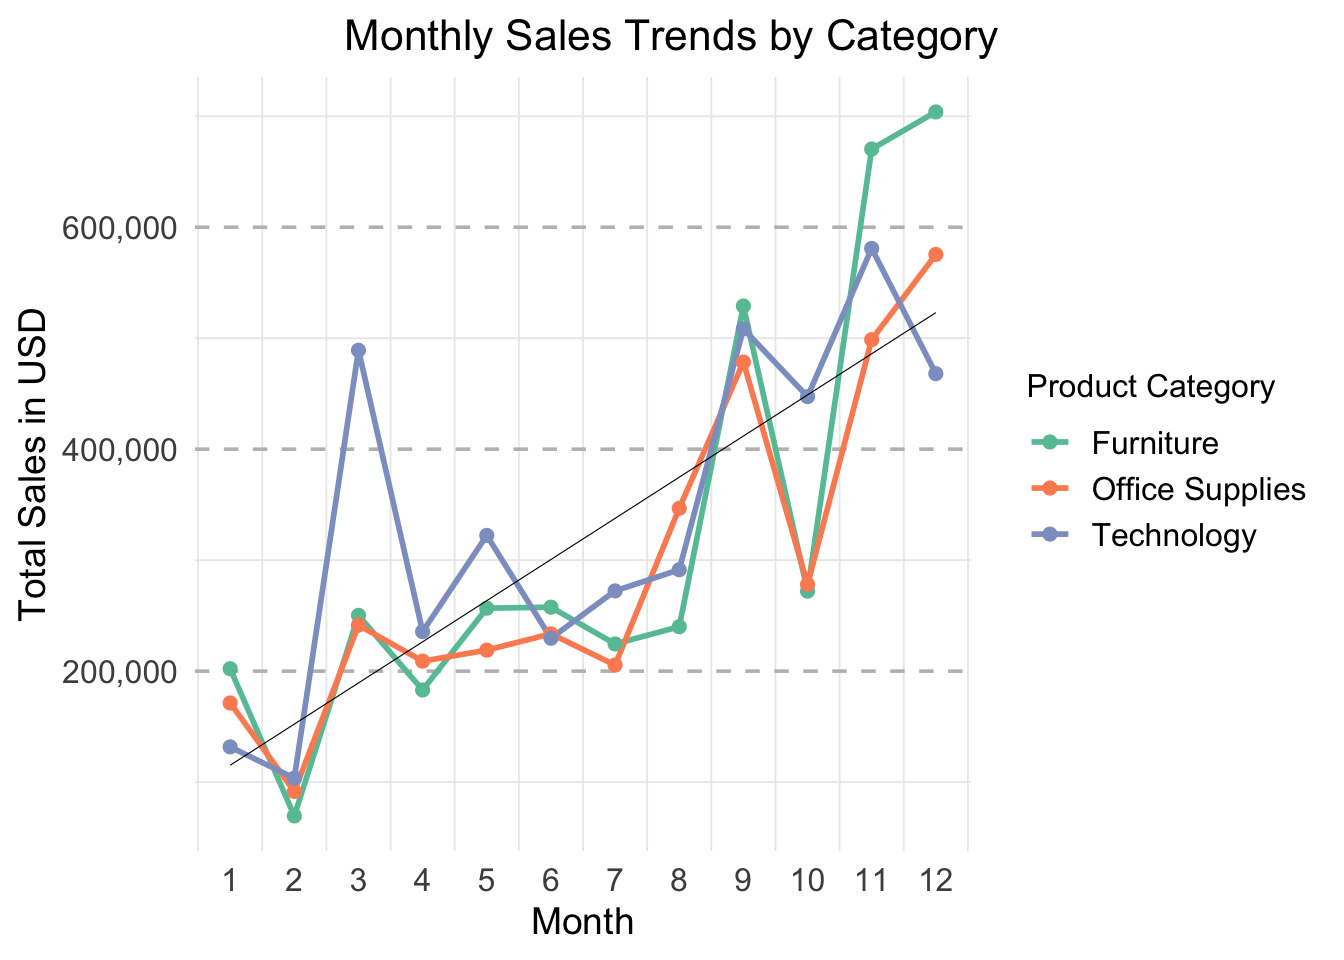 Monthly Sales Trends by Category
Total Sales in USD
600,000
400,000
200,000
1 2 3 4 5 6 7 8 9 10 11 12
Month
Product Category
Furniture
Office Supplies
Technology